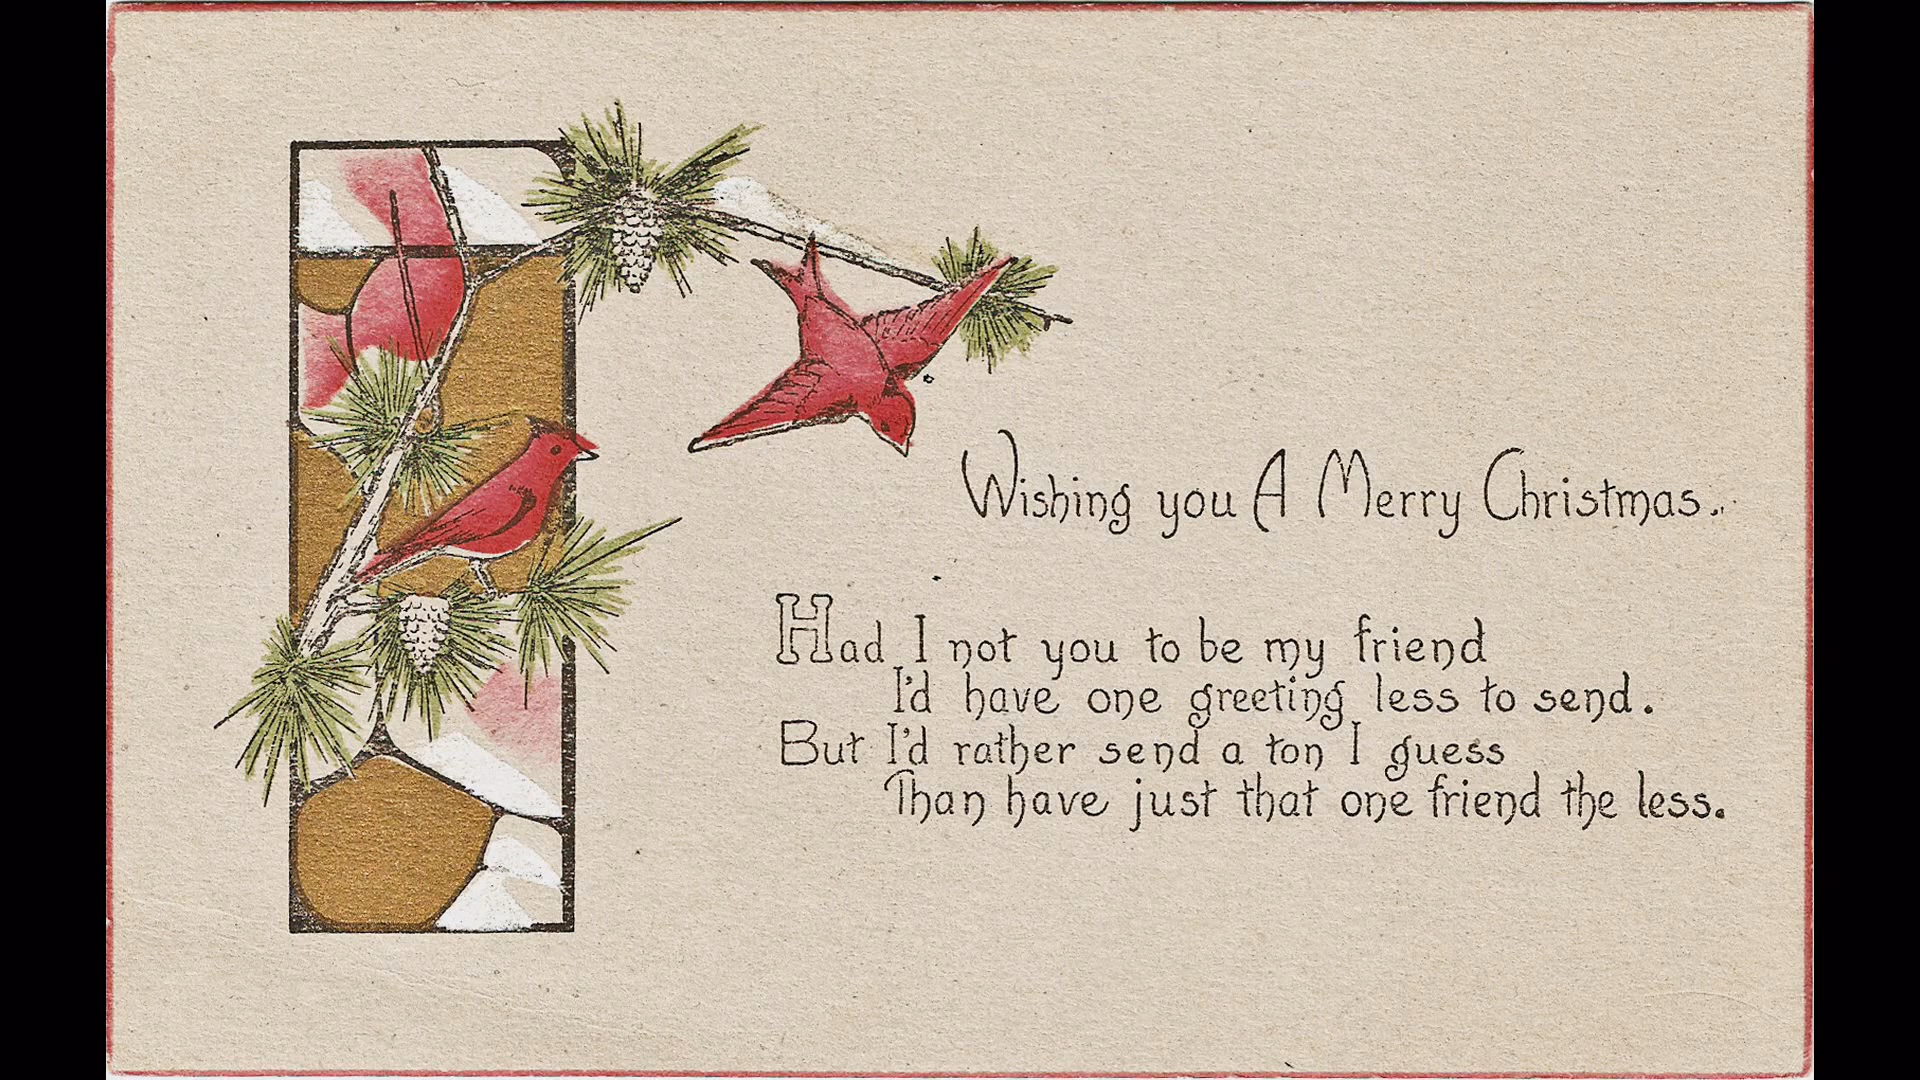 Wishing you A Merry Christmas.
Had I not you to be my friend
I'd have one greeting less to send.
But I'd rather send a ton I guess
Than have just that one friend the less.